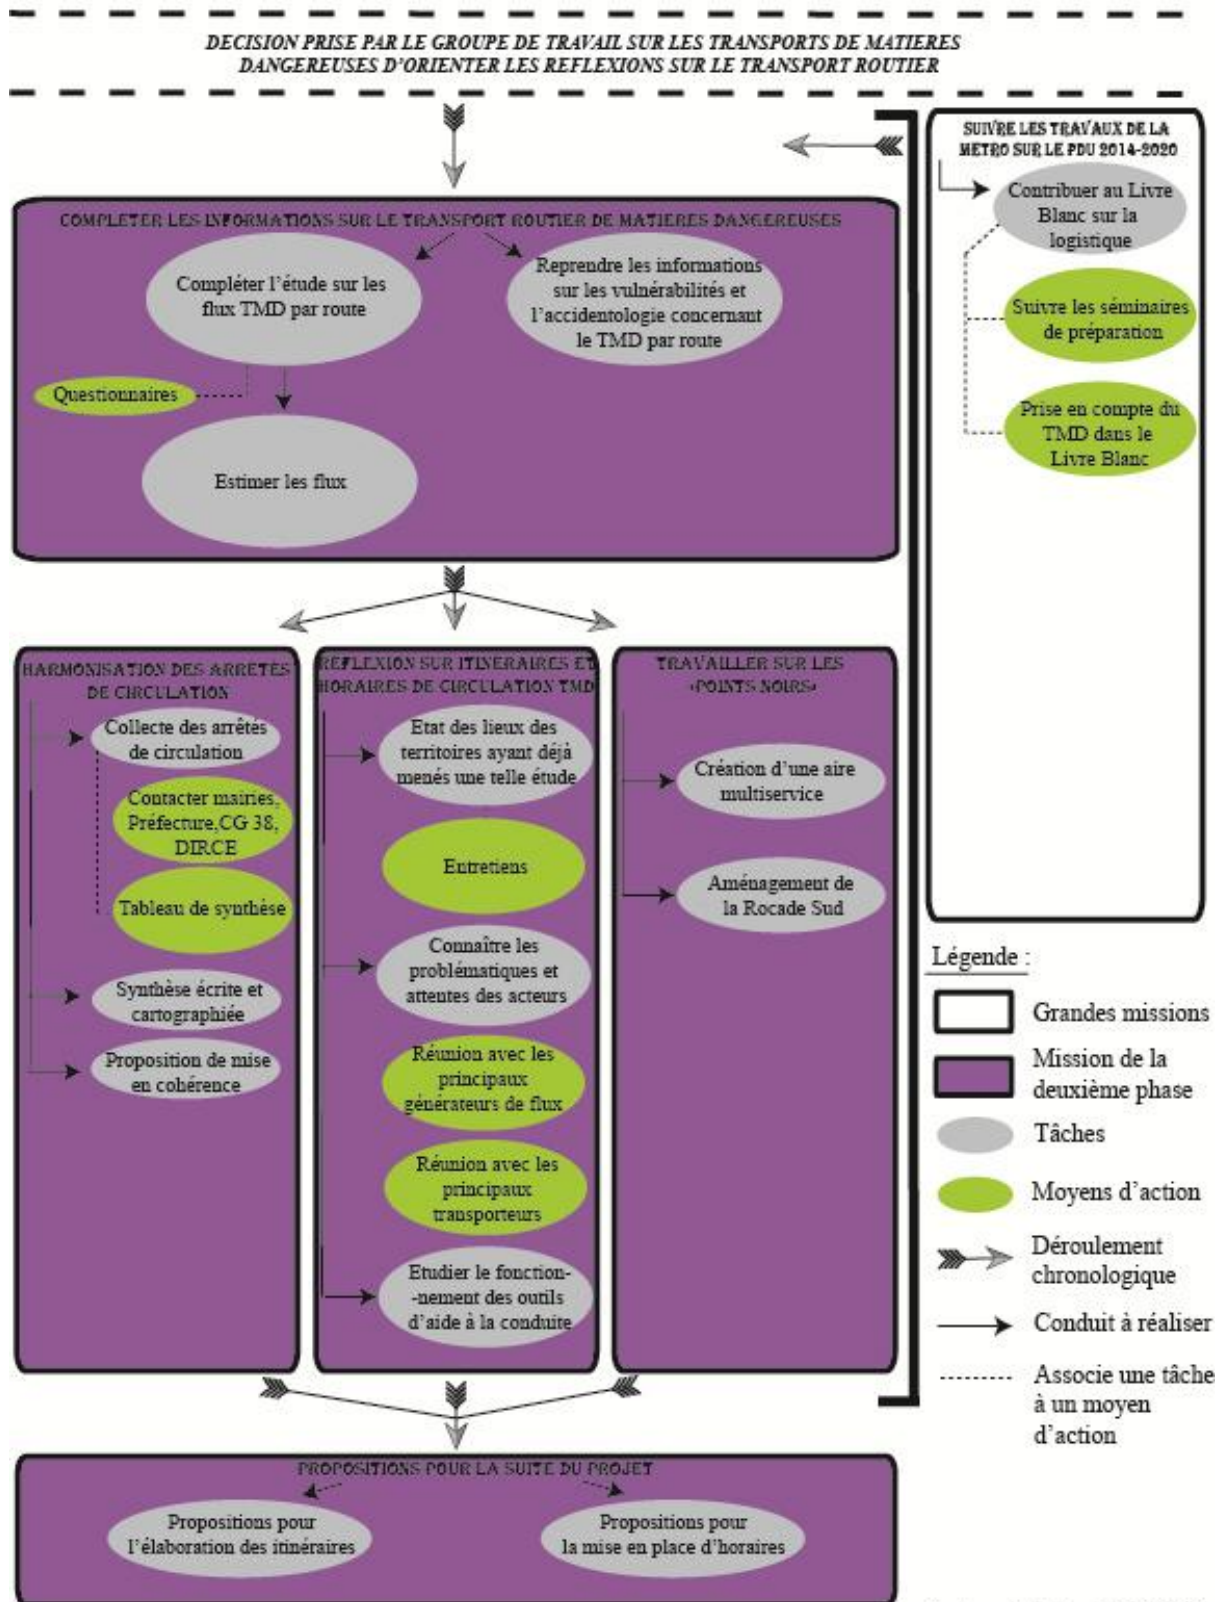 DECISION PRISE PAR LE GROUPE DE TRAVAIL SUR LES TRANSPORTS DE MATIERES
DANGEREUSES D'ORIENTER LES REFLEXIONS SUR LE TRANSPORT ROUTIER
SUIVRE LES TRAVAUX DE LA
METRO SUR LE PDU 2014-2020
Contribuer au Livre
Blanc sur la
logistique
Suivre les séminaires
de préparation
Prise en compte du
TMD dans le
Livre Blanc
COMPLETER LES INFORMATIONS SUR LE TRANSPORT ROUTIER DE MATIERES DANGEREUSES
Compléter l'étude sur les
flux TMD par route
Reprendre les informations
sur les vulnérabilités et
l'accidentologie concernant
le TMD par route
Questionnaires
Estimer les flux
HARMONISATION DES ARRETES
DE CIRCULATION
Collecte des arrêtés
de circulation
Contacter mairies,
Préfecture,CG 38,
DIRCE
Tableau de synthèse
Synthèse écrite et
cartographiée
Proposition de mise
en cohérence
REFLEXION SUR ITINERAIRES ET
HORAIRES DE CIRCULATION TMD
Etat des lieux des
territoires ayant déjà
menés une telle étude
Entretiens
Connaître les
problématiques et
attentes des acteurs
Réunion avec les
principaux
générateurs de flux
Réunion avec les
principaux
transporteurs
Etudier le fonction-
-nement des outils
d'aide à la conduite
TRAVAILLER SUR LES
«POINTS NOIRS»
Création d'une aire
multiservice
Aménagement de
la Rocade Sud
Légende :
Grandes missions
Mission de la
deuxième phase
Tâches
Moyens d'action
Déroulement
chronologique
Conduit à réaliser
Associe une tâche
à un moyen
d'action
PROPOSITIONS POUR LA SUITE DU PROJET
Propositions pour
l'élaboration des itinéraires
Propositions pour
la mise en place d'horaires